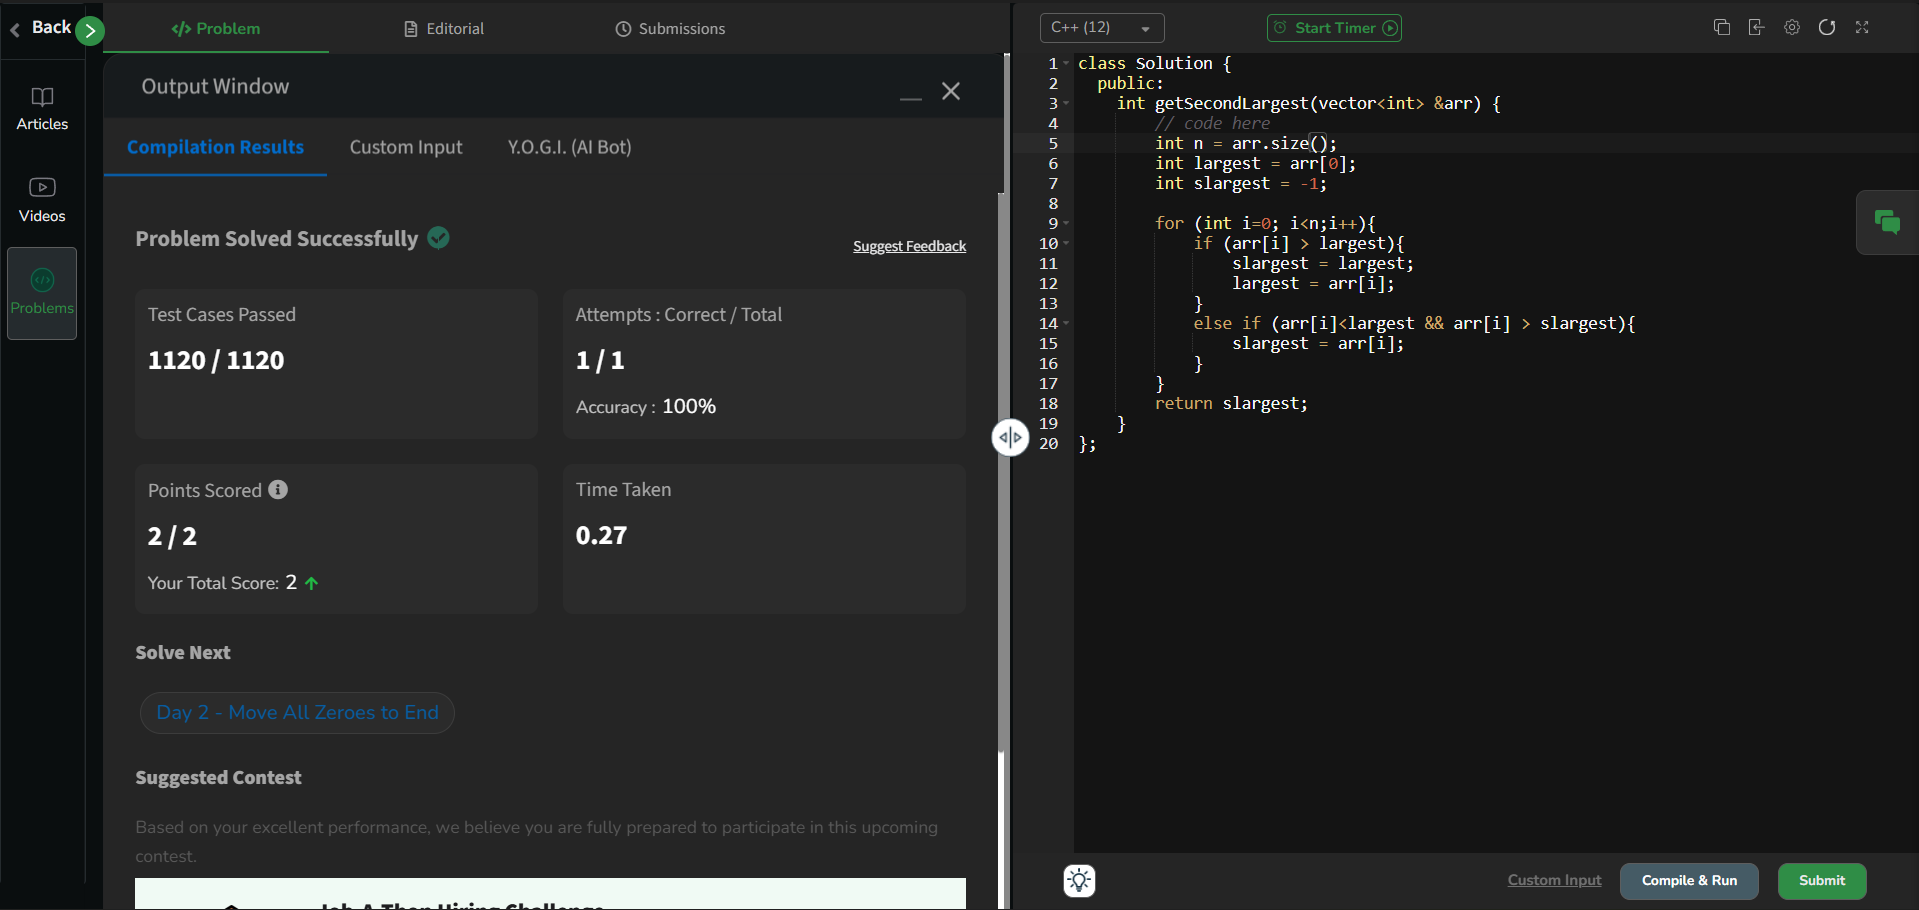 Back
Articles
Videos
Problems
</> Problem
Editorial
Submissions
Output Window
Compilation Results
Custom Input
Y.O.G.I. (AI Bot)
Problem Solved Successfully
Suggest Feedback
Test Cases Passed
1120 / 1120
Attempts : Correct / Total
1 / 1
Accuracy : 100%
Points Scored
2 / 2
Your Total Score: 2
Time Taken
0.27
Solve Next
Day 2 - Move All Zeroes to End
Suggested Contest
Based on your excellent performance, we believe you are fully prepared to participate in this upcoming
contest.
Job-A-Thon Hiring Challenge
C++ (12)
Start Timer
1 class Solution {
2   public:
3     int getSecondLargest(vector<int> &arr) {
4         // code here
5         int n = arr.size();
6         int largest = arr[0];
7         int slargest = -1;
8
9         for (int i=0; i<n;i++){
10             if (arr[i] > largest){
11                 slargest = largest;
12                 largest = arr[i];
13             }
14             else if (arr[i]<largest && arr[i] > slargest){
15                 slargest = arr[i];
16             }
17         }
18         return slargest;
19     }
20 };
Custom Input
Compile & Run
Submit